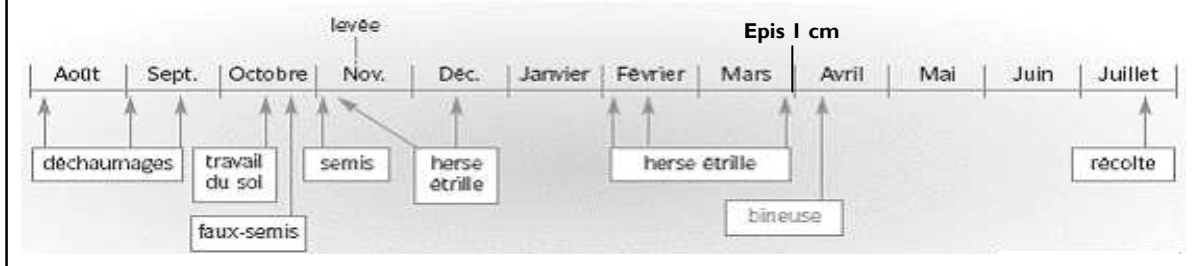 levée
Epis 1 cm
Août Sept. Octobre Nov. Déc. Janvier Février Mars Avril Mai Juin Juillet
déchaumages
travail
du sol
semis
herse
étrille
herse étrille
récolte
bineuse
faux-semis